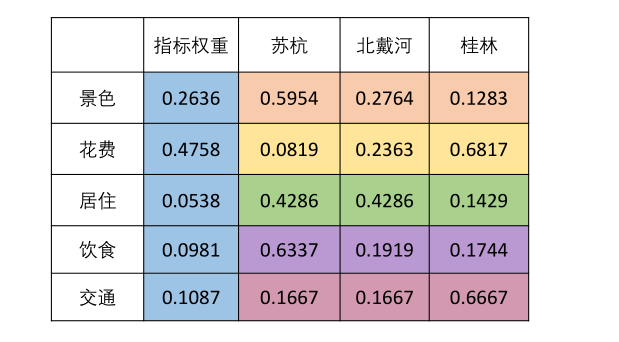 指标权重 苏杭 北戴河 桂林
景色 0.2636 0.5954 0.2764 0.1283
花费 0.4758 0.0819 0.2363 0.6817
居住 0.0538 0.4286 0.4286 0.1429
饮食 0.0981 0.6337 0.1919 0.1744
交通 0.1087 0.1667 0.1667 0.6667